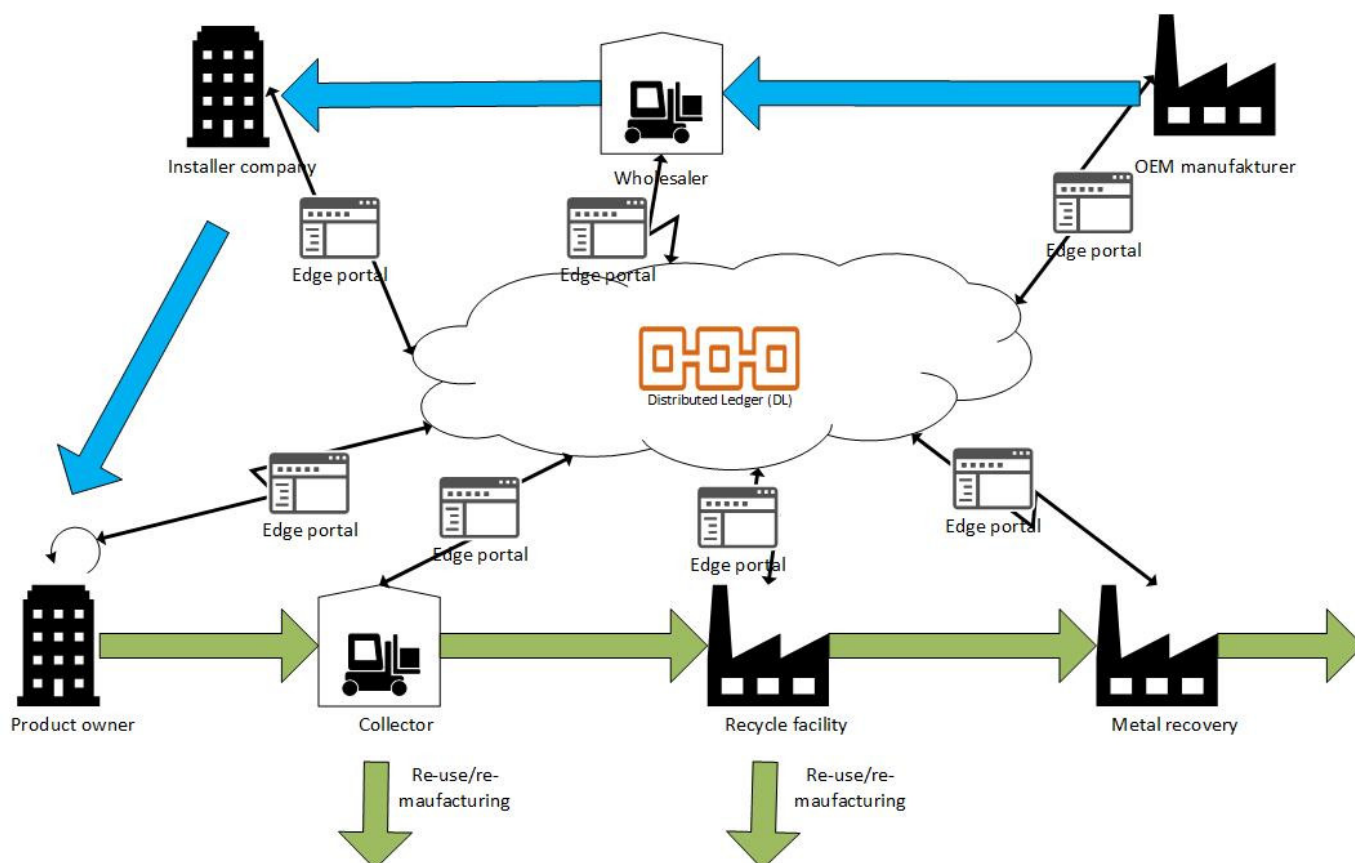 Installer company
Wholesaler
OEM manufakturer
Edge portal
Edge portal
Edge portal
Distributed Ledger (DL)
Edge portal
Edge portal
Edge portal
Edge portal
Product owner
Collector
Recycle facility
Metal recovery
Re-use/re-
maufacturing
Re-use/re-
maufacturing